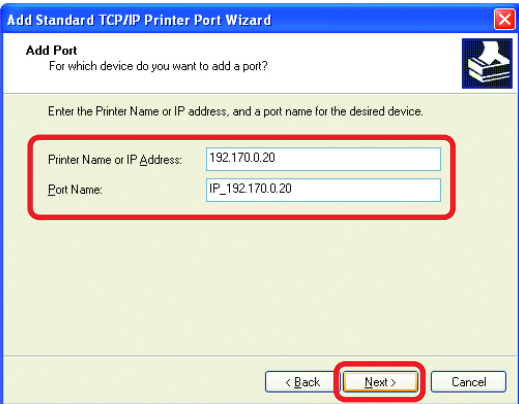 Add Standard TCP/IP Printer Port Wizard
Add Port
For which device do you want to add a port?
Enter the Printer Name or IP address, and a port name for the desired device.
Printer Name or IP Address: 192.170.0.20
Port Name: IP_192.170.0.20
< Back Next > Cancel